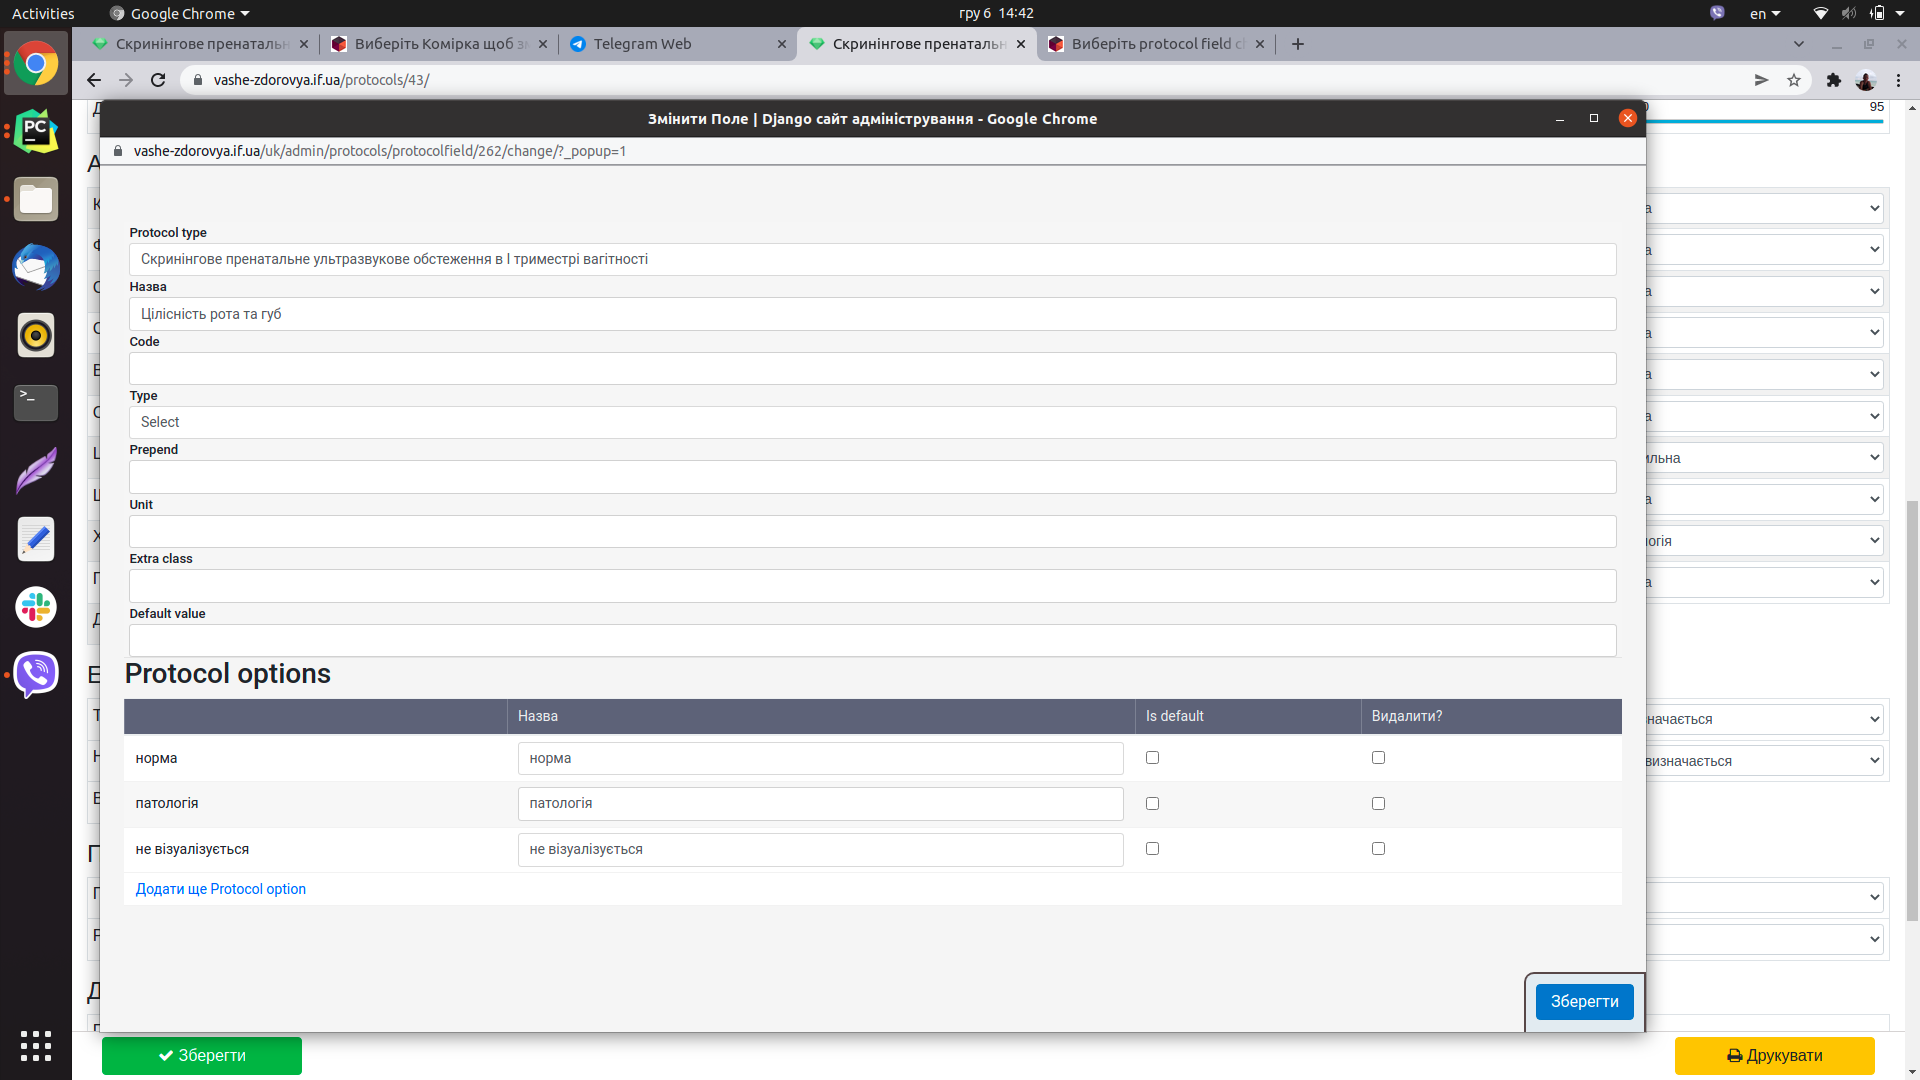 Activities
Google Chrome
гру 6 14:42
en
Скринінгове пренатальн
Виберіть Комірка щоб зм
Telegram Web
Скринінгове пренатальн
Виберіть protocol field c
vashe-zdorovya.if.ua/protocols/43/
95
Змінити Поле | Django сайт адміністрування - Google Chrome
vashe-zdorovya.if.ua/uk/admin/protocols/protocolfield/262/change/?_popup=1
Protocol type
Скринінгове пренатальне ультразвукове обстеження в І триместрі вагітності
Назва
Цілісність рота та губ
Code
Type
Select
Prepend
Unit
Extra class
Default value
Protocol options
Назва
Is default
Видалити?
норма
норма
патологія
патологія
не візуалізується
не візуалізується
Додати ще Protocol option
Зберегти
Зберегти
Друкувати